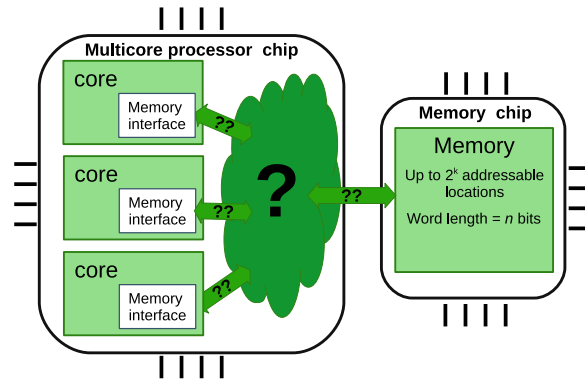 Multicore processor chip
core
Memory
interface
??
core
Memory
interface
??
core
Memory
interface
??
?
??
Memory chip
Memory
Up to 2ᵏ addressable
locations
Word length = n bits